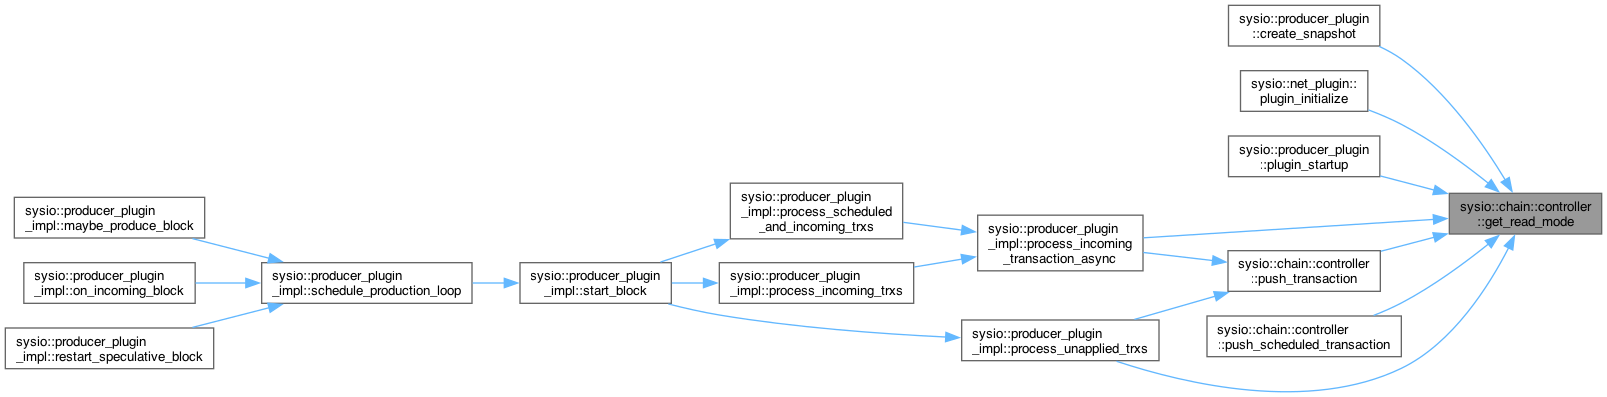 sysio::producer_plugin
::create_snapshot
sysio::net_plugin::
plugin_initialize
sysio::producer_plugin
::plugin_startup
sysio::chain::controller
::get_read_mode
sysio::producer_plugin
_impl::process_scheduled
_and_incoming_trxs
sysio::producer_plugin
_impl::process_incoming
_transaction_async
sysio::producer_plugin
_impl::maybe_produce_block
sysio::producer_plugin
_impl::on_incoming_block
sysio::producer_plugin
_impl::schedule_production_loop
sysio::producer_plugin
_impl::start_block
sysio::producer_plugin
_impl::process_incoming_trxs
sysio::chain::controller
::push_transaction
sysio::producer_plugin
_impl::restart_speculative_block
sysio::producer_plugin
_impl::process_unapplied_trxs
sysio::chain::controller
::push_scheduled_transaction